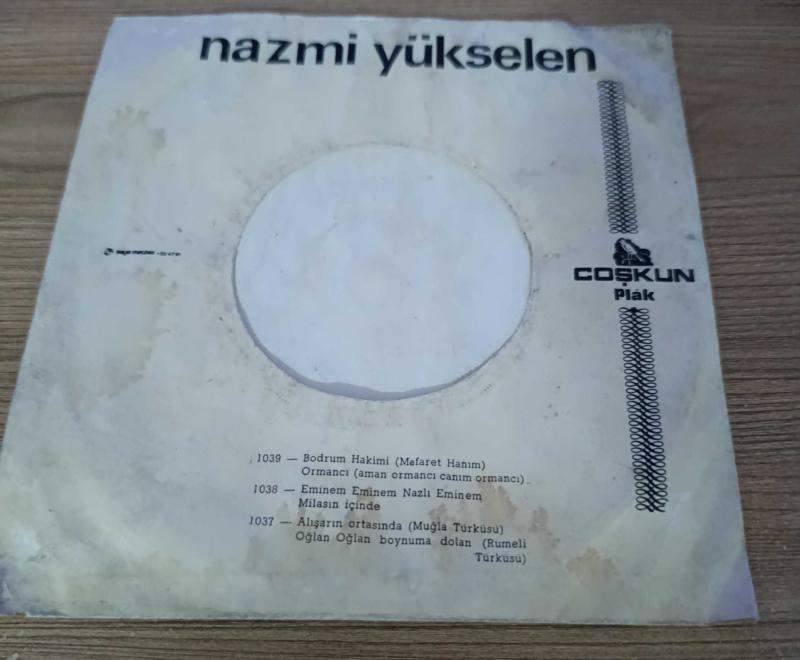 nazmi yükselen
COŞKUN
Plâk
1039 — Bodrum Hakimi (Mefaret Hanım)
Ormancı (aman ormancı canım ormancı)
1038 — Eminem Eminem Nazlı Eminem
Milasın içinde
1037 — Alışarın ortasında (Muğla Türküsü)
Oğlan Oğlan boynuma dolan (Rumeli
Türküsü)